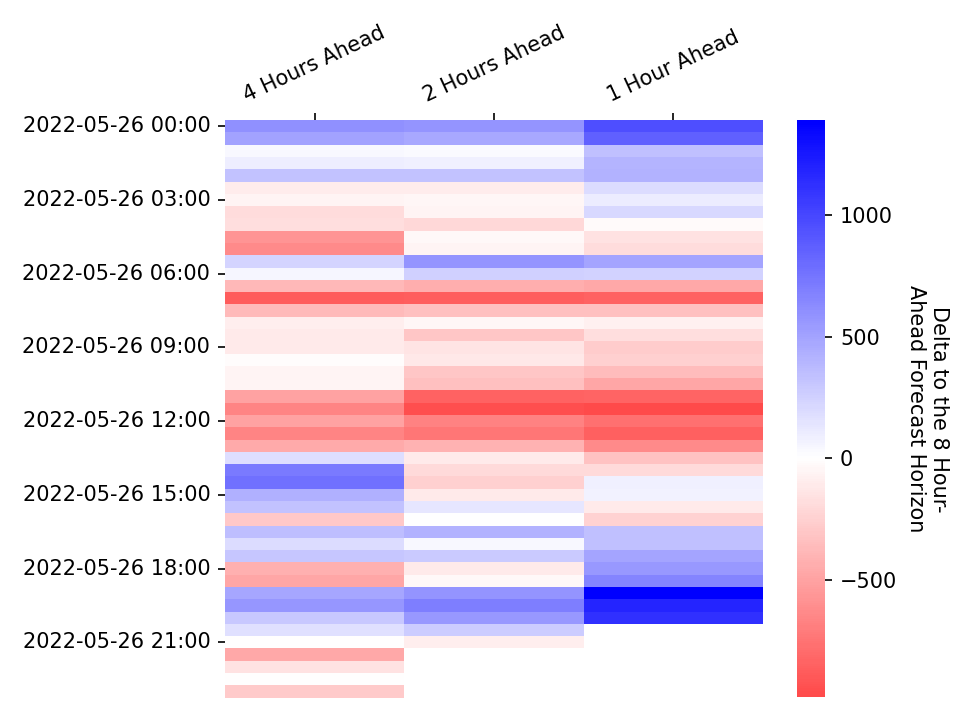 4 Hours Ahead
2 Hours Ahead
1 Hour Ahead
2022-05-26 00:00
2022-05-26 03:00
2022-05-26 06:00
2022-05-26 09:00
2022-05-26 12:00
2022-05-26 15:00
2022-05-26 18:00
2022-05-26 21:00
1000
500
0
−500
Delta to the 8 Hour-
Ahead Forecast Horizon